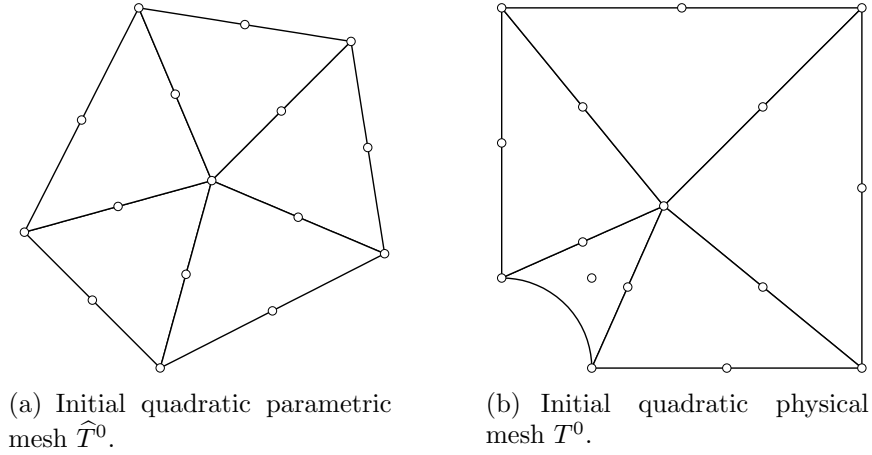 (a) Initial quadratic parametric
mesh T̂⁰.
(b) Initial quadratic physical
mesh T⁰.